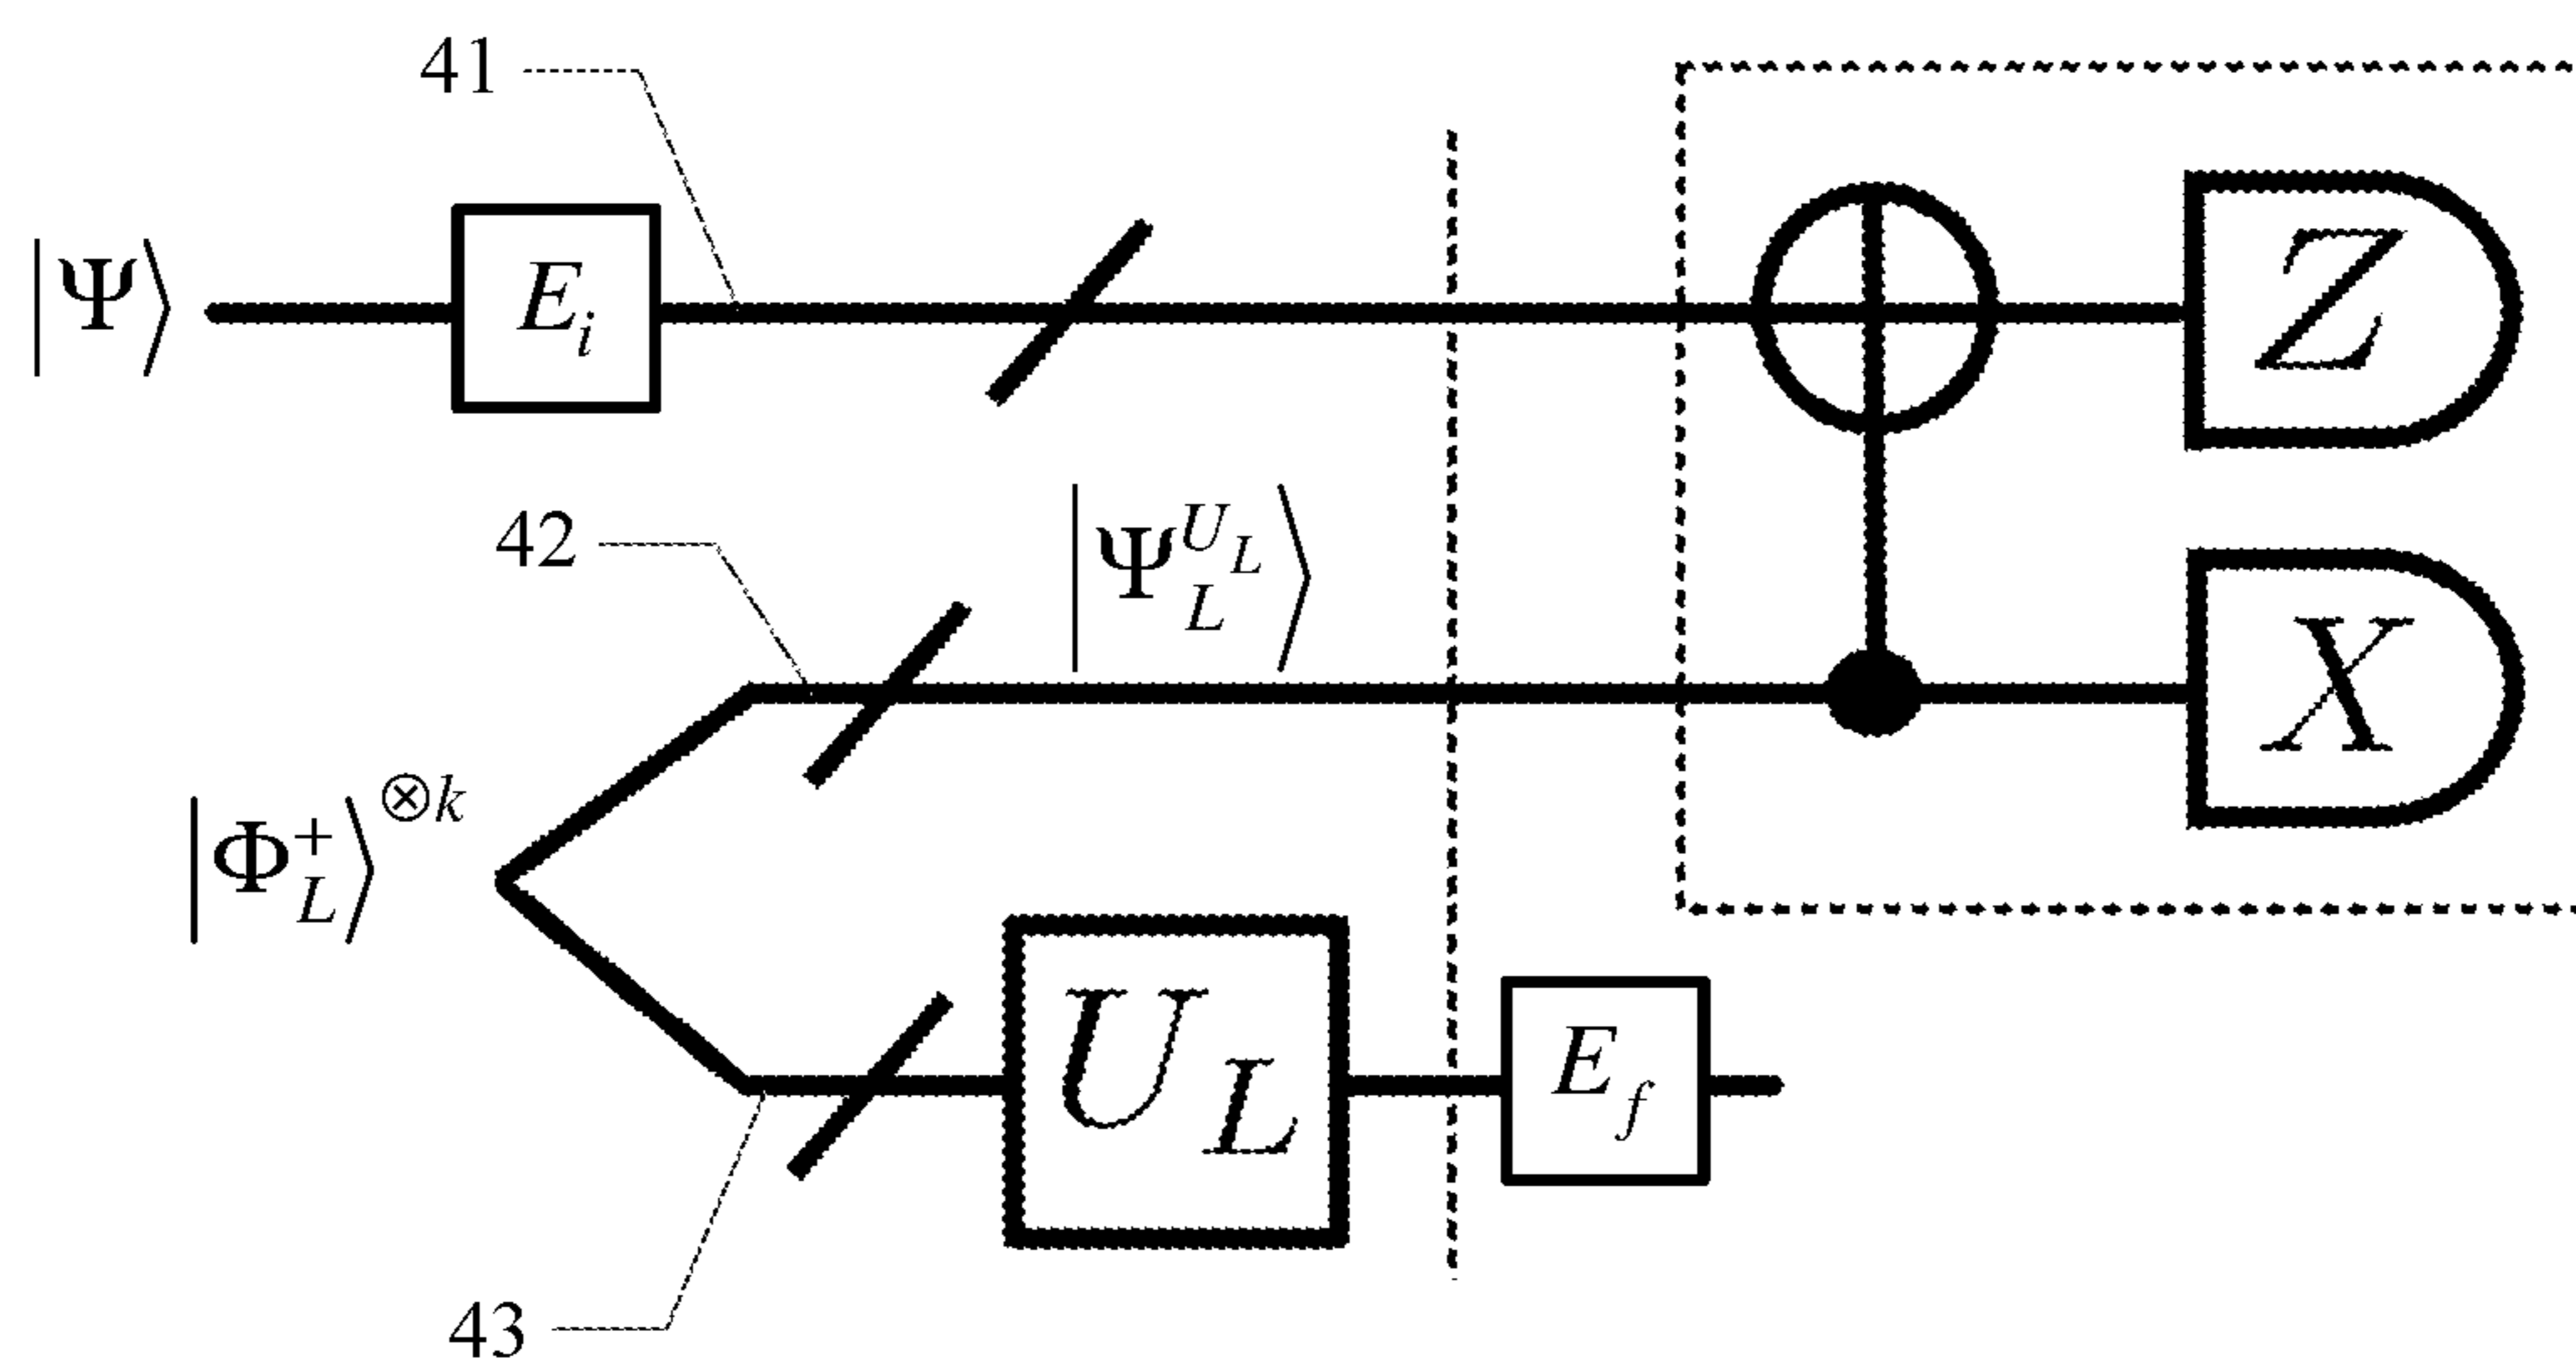 41
|Ψ⟩ E_i Z
42 |Ψ_L^{U_L}⟩
X
|Φ_L^+⟩^{⊗k}
U_L E_f
43